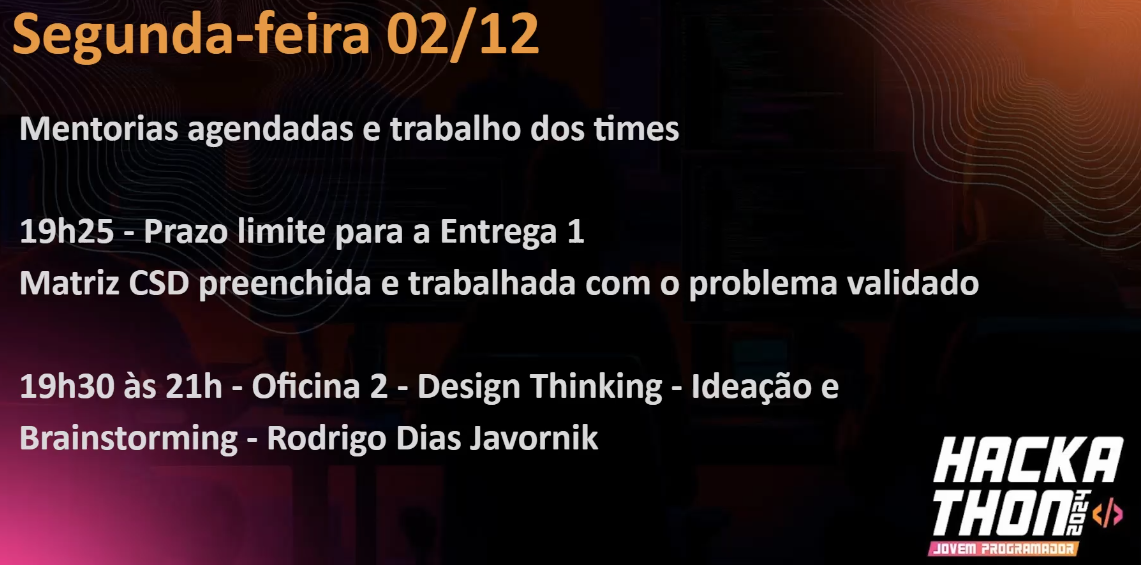 Segunda-feira 02/12
Mentorias agendadas e trabalho dos times
19h25 - Prazo limite para a Entrega 1
Matriz CSD preenchida e trabalhada com o problema validado
19h30 às 21h - Oficina 2 - Design Thinking - Ideação e
Brainstorming - Rodrigo Dias Javornik
HACKA
THON 2024 </>
JOVEM PROGRAMADOR